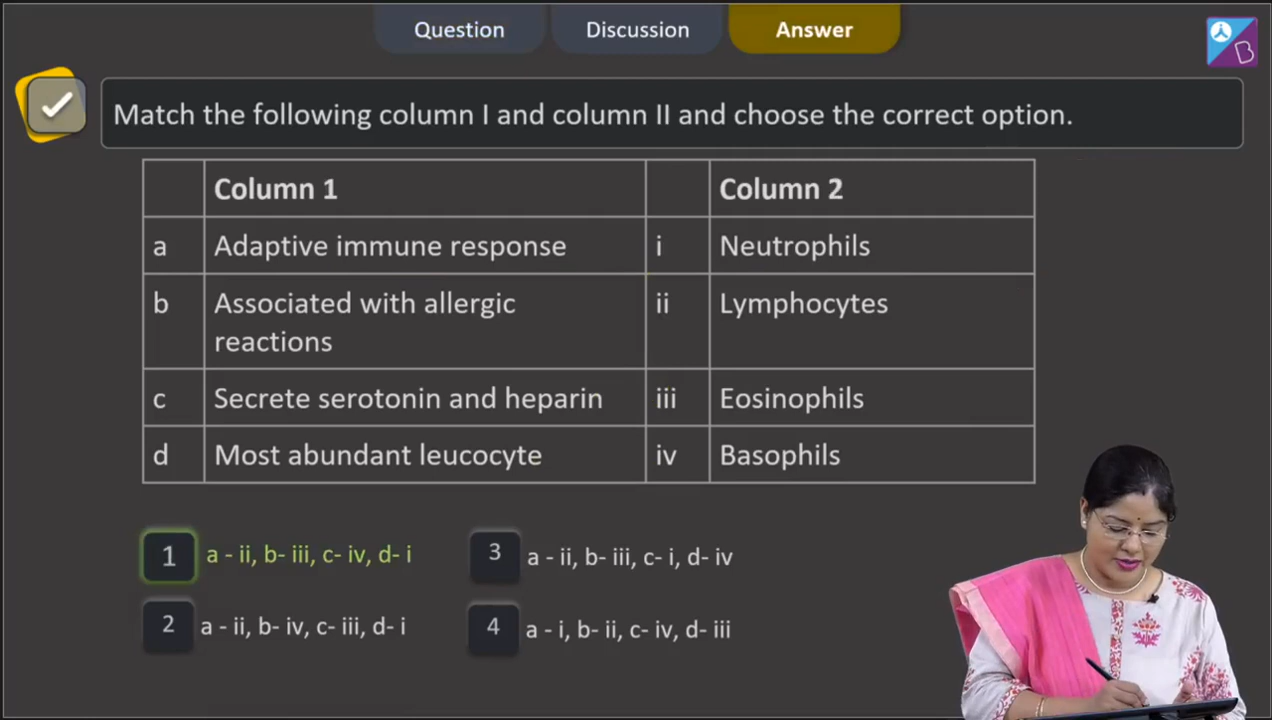 Question Discussion Answer
B
Match the following column I and column II and choose the correct option.
Column 1 Column 2
a Adaptive immune response i Neutrophils
b Associated with allergic ii Lymphocytes
reactions
c Secrete serotonin and heparin iii Eosinophils
d Most abundant leucocyte iv Basophils
1 a - ii, b- iii, c- iv, d- i 3 a - ii, b- iii, c- i, d- iv
2 a - ii, b- iv, c- iii, d- i 4 a - i, b- ii, c- iv, d- iii